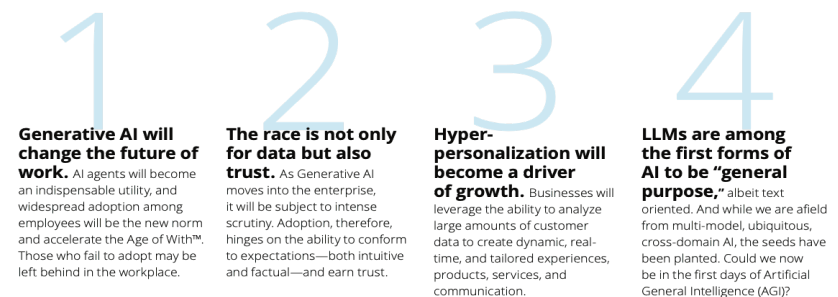 1
Generative AI will
change the future of
work. AI agents will become
an indispensable utility, and
widespread adoption among
employees will be the new norm
and accelerate the Age of With™.
Those who fail to adopt may be
left behind in the workplace.
2
The race is not only
for data but also
trust. As Generative AI
moves into the enterprise,
it will be subject to intense
scrutiny. Adoption, therefore,
hinges on the ability to conform
to expectations—both intuitive
and factual—and earn trust.
3
Hyper-
personalization will
become a driver
of growth. Businesses will
leverage the ability to analyze
large amounts of customer
data to create dynamic, real-
time, and tailored experiences,
products, services, and
communication.
4
LLMs are among
the first forms of
AI to be “general
purpose,” albeit text
oriented. And while we are afield
from multi-model, ubiquitous,
cross-domain AI, the seeds have
been planted. Could we now
be in the first days of Artificial
General Intelligence (AGI)?